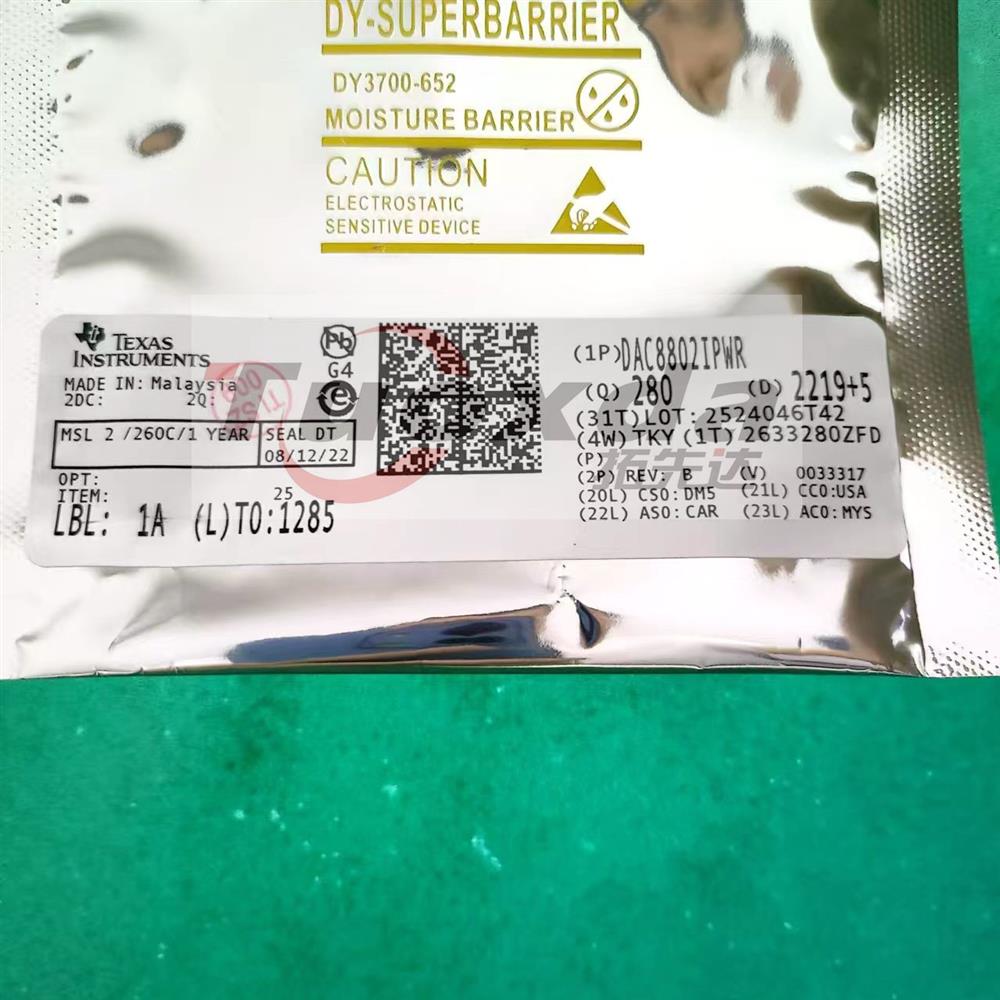 DY-SUPERBARRIER
DY3700-652
MOISTURE BARRIER
CAUTION
ELECTROSTATIC
SENSITIVE DEVICE
TEXAS
INSTRUMENTS
MADE IN: Malaysia
2DC: 2Q:
MSL 2 /260C/1 YEAR SEAL DT
08/12/22
OPT:
ITEM: 25
LBL: 1A (L)TO:1285
Pb
G4
e3
(1P)DAC8802IPWR
(Q) 280 (D) 2219+5
(31T)LOT: 2524046T42
(4W) TKY (1T) 2633280ZFD
(P)
(2P) REV: B (V) 0033317
(20L) CSO: DM5 (21L) CCO:USA
(22L) ASO: CAR (23L) ACO: MYS
拓先达